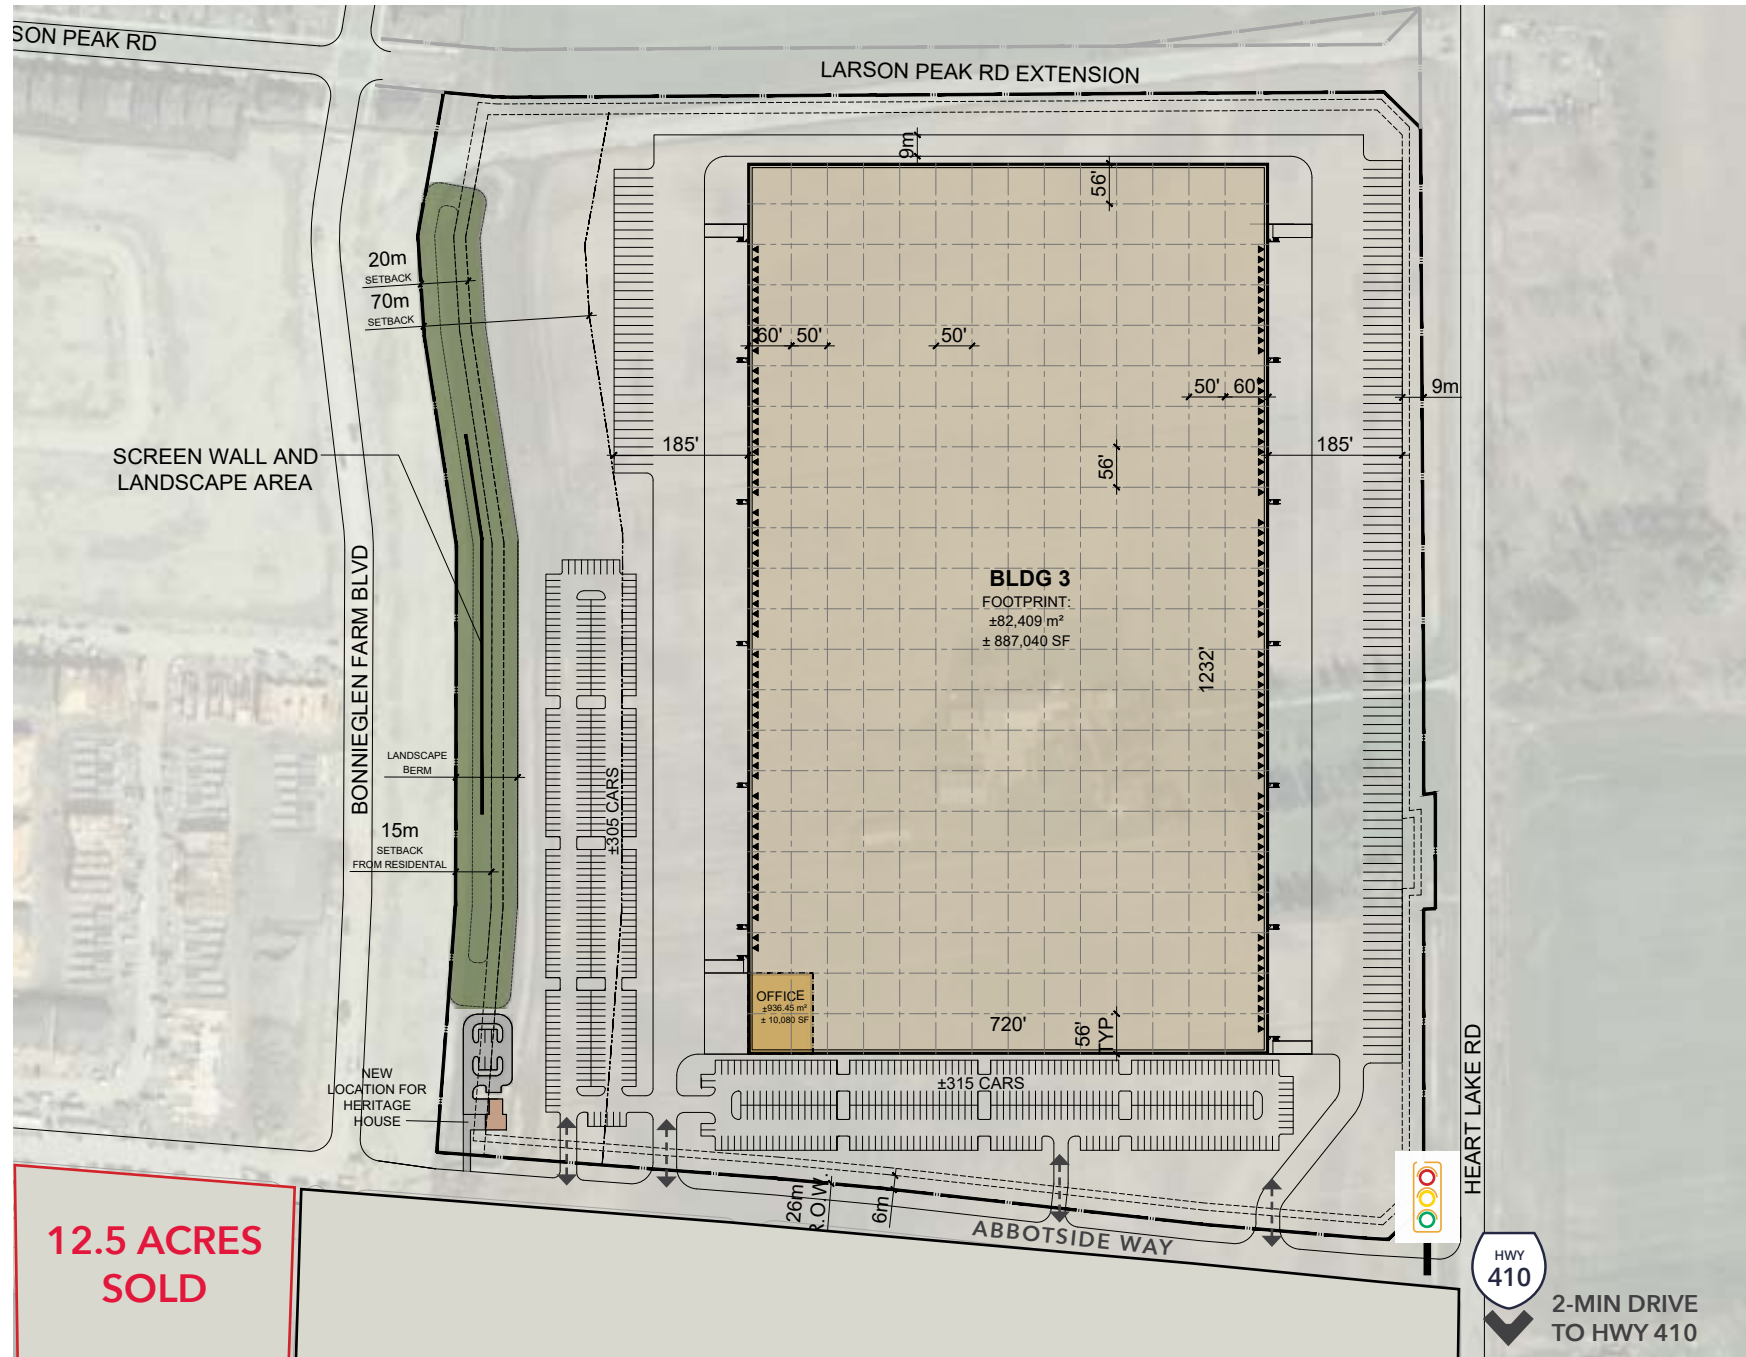 SON PEAK RD
LARSON PEAK RD EXTENSION
9m
56'
20m
SETBACK
70m
SETBACK
60' 50'
50'
50' 60'
9m
185'
185'
56'
SCREEN WALL AND
LANDSCAPE AREA
BONNIEGLEN FARM BLVD
BLDG 3
FOOTPRINT:
±82,409 m²
± 887,040 SF
1232'
LANDSCAPE
BERM
±305 CARS
15m
SETBACK
FROM RESIDENTAL
OFFICE
±936.45 m²
± 10,080 SF
720'
56'
TYP.
±315 CARS
NEW
LOCATION FOR
HERITAGE
HOUSE
HEART LAKE RD
26m
R.O.W.
6m
ABBOTSIDE WAY
12.5 ACRES
SOLD
HWY
410
2-MIN DRIVE
TO HWY 410